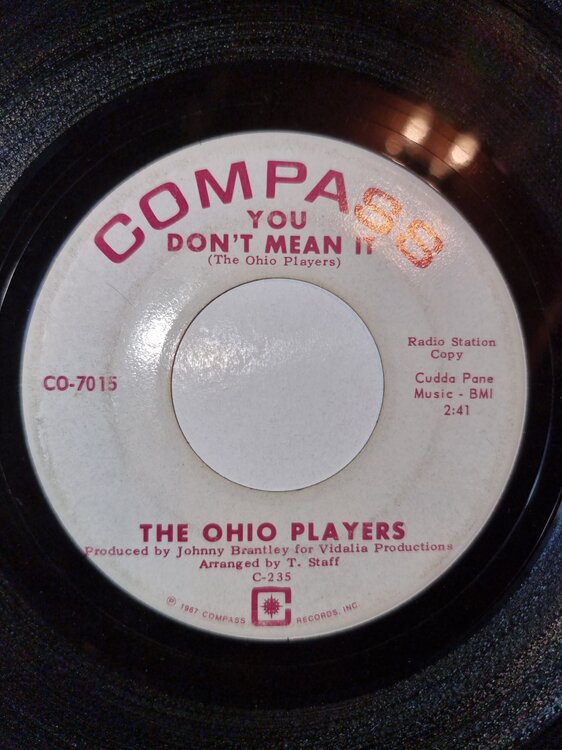 COMPASS
YOU
DON'T MEAN IT
(The Ohio Players)
Radio Station
Copy
CO-7015
Cudda Pane
Music - BMI
2:41
THE OHIO PLAYERS
Produced by Johnny Brantley for Vidalia Productions
Arranged by T. Staff
C-235
C
℗ 1967 COMPASS RECORDS, INC.